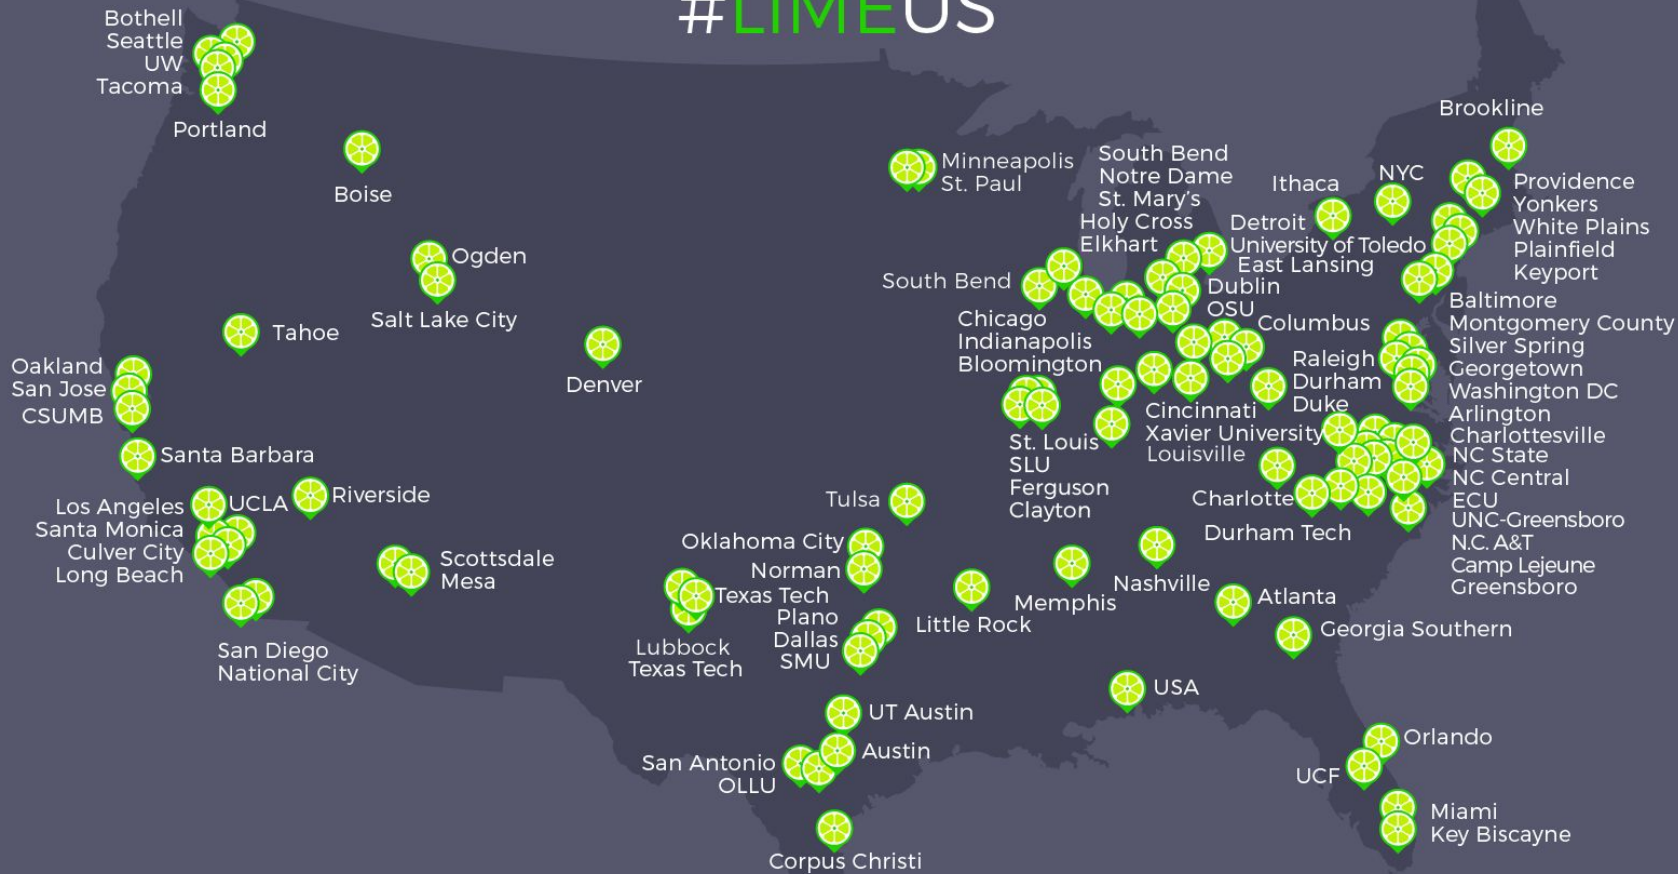 #LIMEUS
Bothell
Seattle
UW
Tacoma
Portland
Boise
Ogden
Salt Lake City
Tahoe
Oakland
San Jose
CSUMB
Santa Barbara
Los Angeles
Santa Monica
Culver City
Long Beach
UCLA
Riverside
San Diego
National City
Scottsdale
Mesa
Denver
Minneapolis
St. Paul
South Bend
Notre Dame
St. Mary's
Holy Cross
Elkhart
South Bend
Chicago
Indianapolis
Bloomington
St. Louis
SLU
Ferguson
Clayton
Tulsa
Oklahoma City
Norman
Texas Tech
Plano
Dallas
SMU
Lubbock
Texas Tech
Little Rock
Memphis
Nashville
UT Austin
Austin
San Antonio
OLLU
Corpus Christi
USA
Atlanta
Georgia Southern
Orlando
UCF
Miami
Key Biscayne
Ithaca
NYC
Brookline
Detroit
University of Toledo
East Lansing
Dublin
OSU
Columbus
Cincinnati
Xavier University
Louisville
Raleigh
Durham
Duke
Charlotte
Durham Tech
Providence
Yonkers
White Plains
Plainfield
Keyport
Baltimore
Montgomery County
Silver Spring
Georgetown
Washington DC
Arlington
Charlottesville
NC State
NC Central
ECU
UNC-Greensboro
N.C. A&T
Camp Lejeune
Greensboro